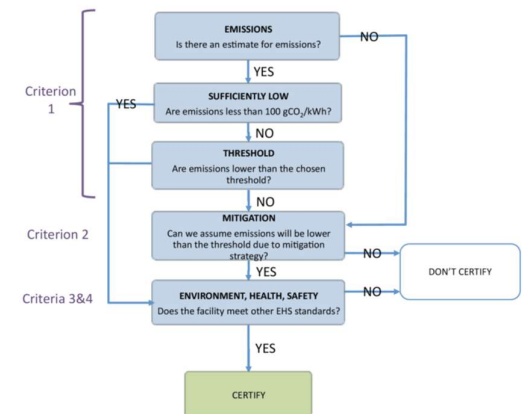 EMISSIONS
Is there an estimate for emissions?
NO
YES
Criterion
1
YES
SUFFICIENTLY LOW
Are emissions less than 100 gCO₂/kWh?
NO
THRESHOLD
Are emissions lower than the chosen
threshold?
NO
Criterion 2
MITIGATION
Can we assume emissions will be lower
than the threshold due to mitigation
strategy?
NO
DON'T CERTIFY
YES
Criteria 3&4
ENVIRONMENT, HEALTH, SAFETY
Does the facility meet other EHS standards?
NO
YES
CERTIFY